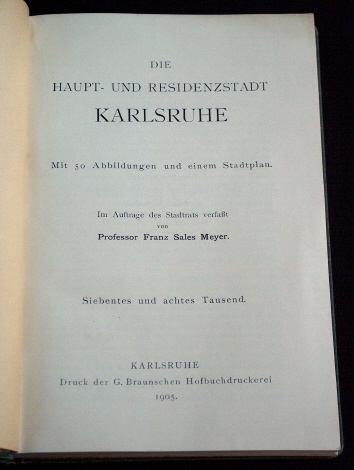 DIE
HAUPT- UND RESIDENZSTADT
KARLSRUHE
Mit 50 Abbildungen und einem Stadtplan.
Im Auftrage des Stadtrats verfaßt
von
Professor Franz Sales Meyer.
Siebentes und achtes Tausend.
KARLSRUHE
Druck der G. Braunschen Hofbuchdruckerei
1905.